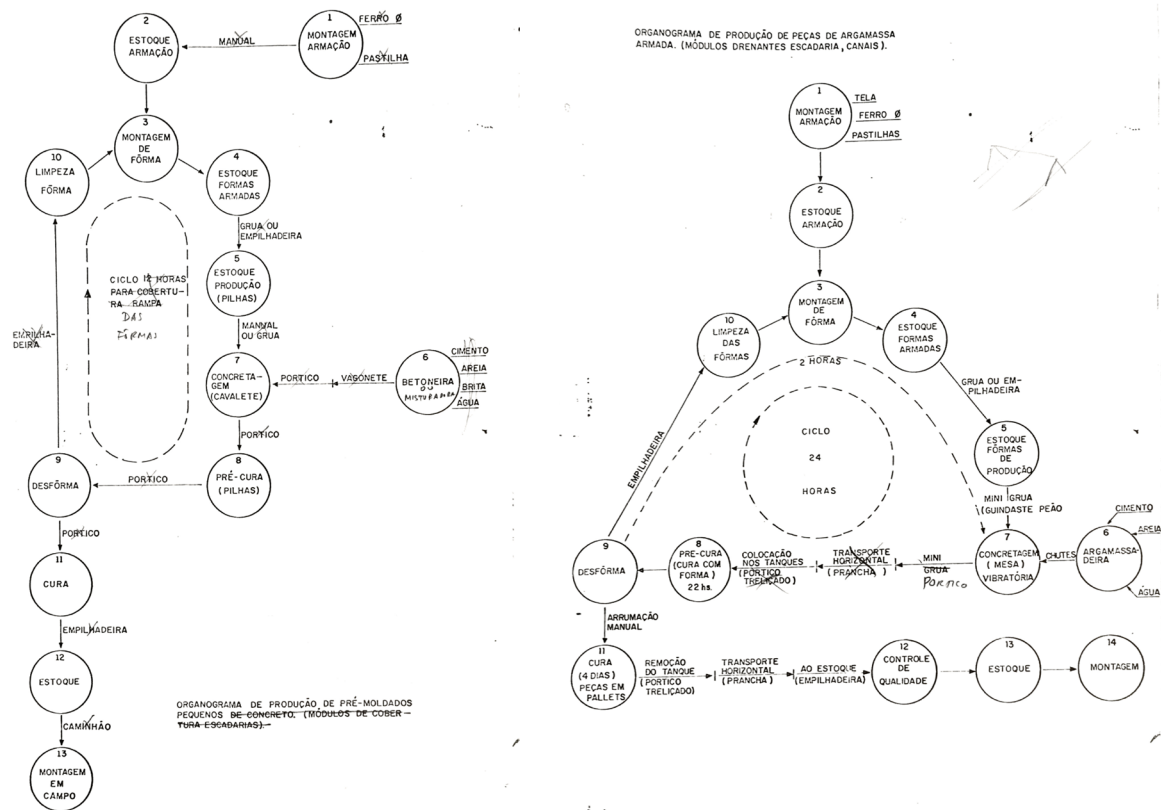 1
MONTAGEM
ARMAÇÃO
FERRO Ø
PASTILHA
MANUAL
2
ESTOQUE
ARMAÇÃO
3
MONTAGEM
DE
FÔRMA
4
ESTOQUE
FORMAS
ARMADAS
GRUA OU
EMPILHADEIRA
5
ESTOQUE
PRODUÇÃO
(PILHAS)
MANUAL
OU GRUA
6
BETONEIRA
OU
MISTURADORA
CIMENTO
AREIA
BRITA
ÁGUA
VAGONETE
PORTICO
7
CONCRETA-
GEM
(CAVALETE)
PORTICO
8
PRÉ-CURA
(PILHAS)
PORTICO
9
DESFÔRMA
EMPILHA-
DEIRA
10
LIMPEZA
FÔRMA
CICLO 12 HORAS
PARA COBERTU-
RA RAMPA
DAS
FÔRMAS
PORTICO
11
CURA
EMPILHADEIRA
12
ESTOQUE
CAMINHÃO
13
MONTAGEM
EM
CAMPO
ORGANOGRAMA DE PRODUÇÃO DE PRÉ-MOLDADOS
PEQUENOS DE CONCRETO. (MÓDULOS DE COBER-
TURA ESCADARIAS).
ORGANOGRAMA DE PRODUÇÃO DE PEÇAS DE ARGAMASSA
ARMADA. (MÓDULOS DRENANTES ESCADARIA, CANAIS).
1
MONTAGEM
ARMAÇÃO
TELA
FERRO Ø
PASTILHAS
2
ESTOQUE
ARMAÇÃO
3
MONTAGEM
DE
FÔRMA
4
ESTOQUE
FORMAS
ARMADAS
GRUA OU EM-
PILHADEIRA
5
ESTOQUE
FÔRMAS
DE
PRODUÇÃO
MINI GRUA
(GUINDASTE PEÃO
6
ARGAMASSA-
DEIRA
CIMENTO
AREIA
ÁGUA
CHUTES
7
CONCRETAGEM
(MESA)
VIBRATÓRIA
MINI
GRUA
PORTICO
TRANSPORTE
HORIZONTAL
(PRANCHA)
COLOCAÇÃO
NOS TANQUES
(PÓRTICO
TRELIÇADO)
8
PRÉ-CURA
(CURA COM
FORMA)
22 hs.
9
DESFÔRMA
EMPILHADEIRA
10
LIMPEZA
DAS
FÔRMAS
2 HORAS
CICLO
24
HORAS
ARRUMAÇÃO
MANUAL
11
CURA
(4 DIAS)
PEÇAS EM
PALLETS
REMOÇÃO
DO TANQUE
(PORTICO
TRELIÇADO)
TRANSPORTE
HORIZONTAL
(PRANCHA)
AO ESTOQUE
(EMPILHADEIRA)
12
CONTROLE
DE
QUALIDADE
13
ESTOQUE
14
MONTAGEM